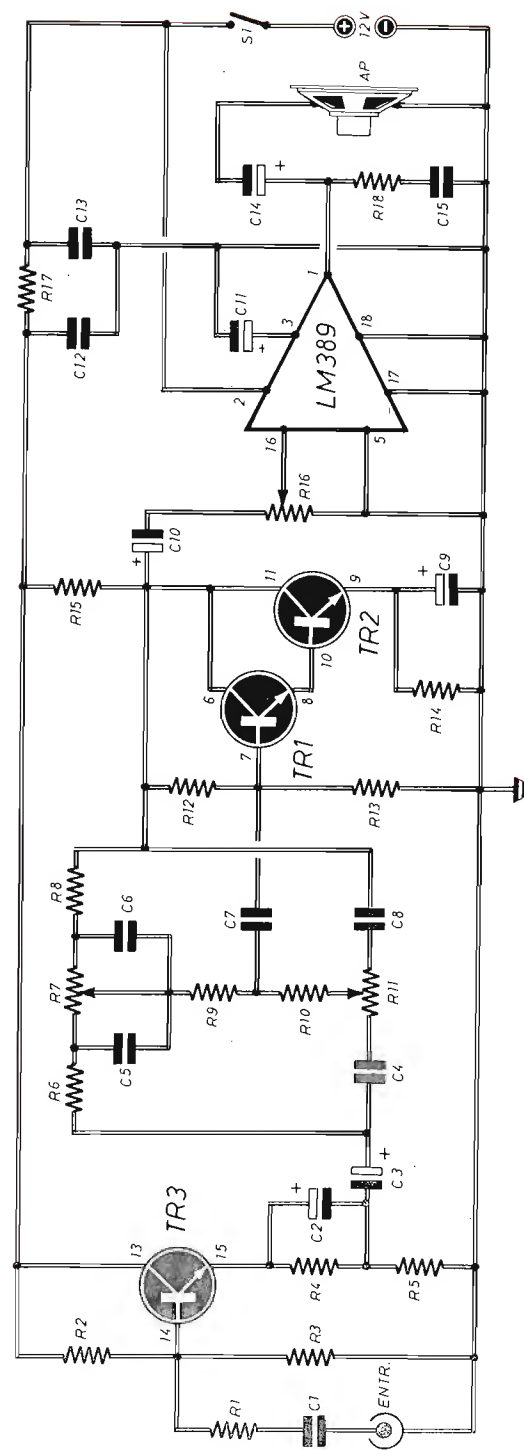 S1
+
12V
−
AP
R17
C13
C12
C14
+
R18
C15
C11
+
3
1
2
LM389
18
17
16
5
R16
C10
+
R15
11
6
10
9
TR2
C9
+
8
7
TR1
R14
R12
R13
R8
C6
R7
C7
C8
R9
R10
R11
C5
R6
C4
+
C3
+
C2
TR3
13
15
14
R4
R5
R2
R3
R1
C1
ENTR.